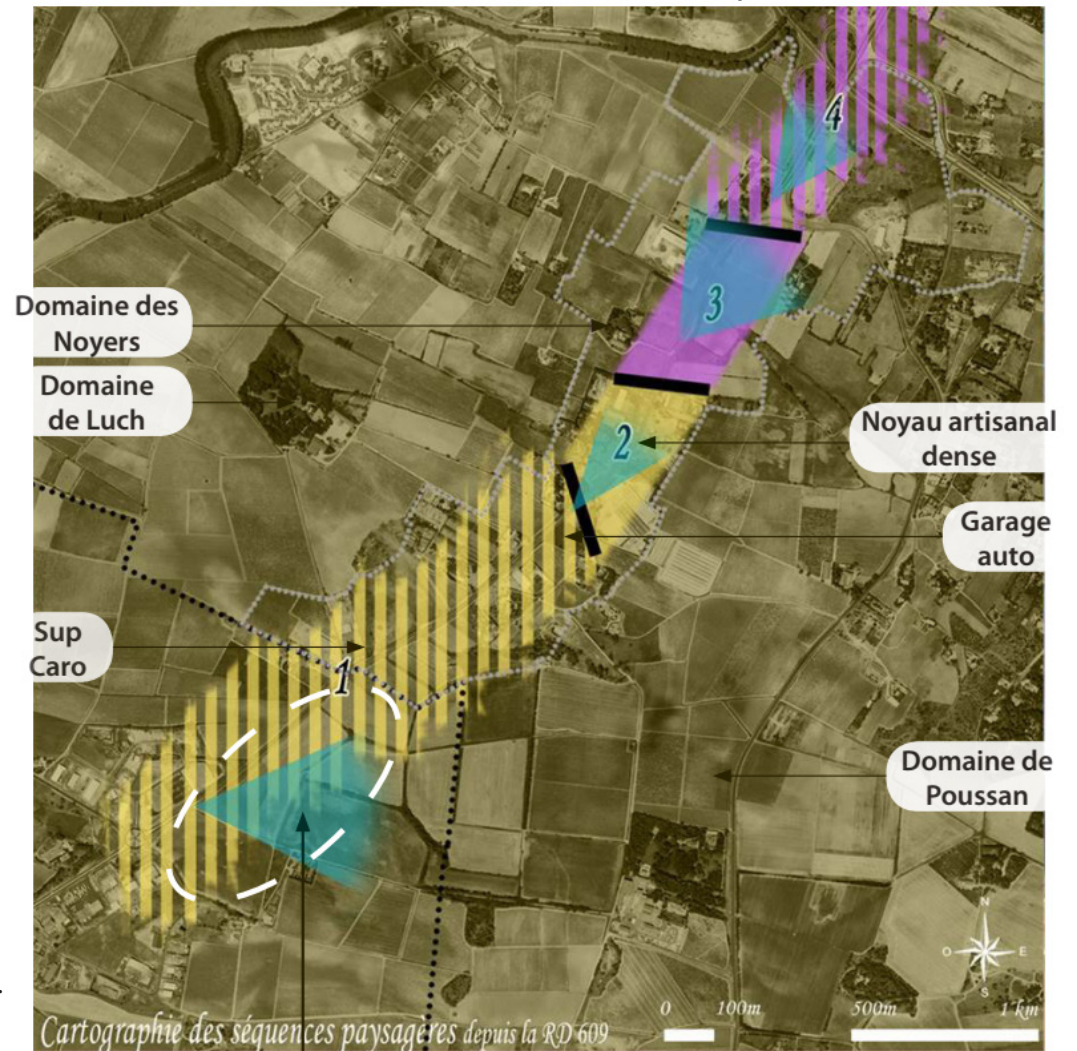 4
3
Domaine des
Noyers
Domaine
de Luch
2
Noyau artisanal
dense
Garage
auto
Sup
Caro
1
Domaine de
Poussan
N
O
E
S
0
100m
500m
1 km
Cartographie des séquences paysagères depuis la RD 609